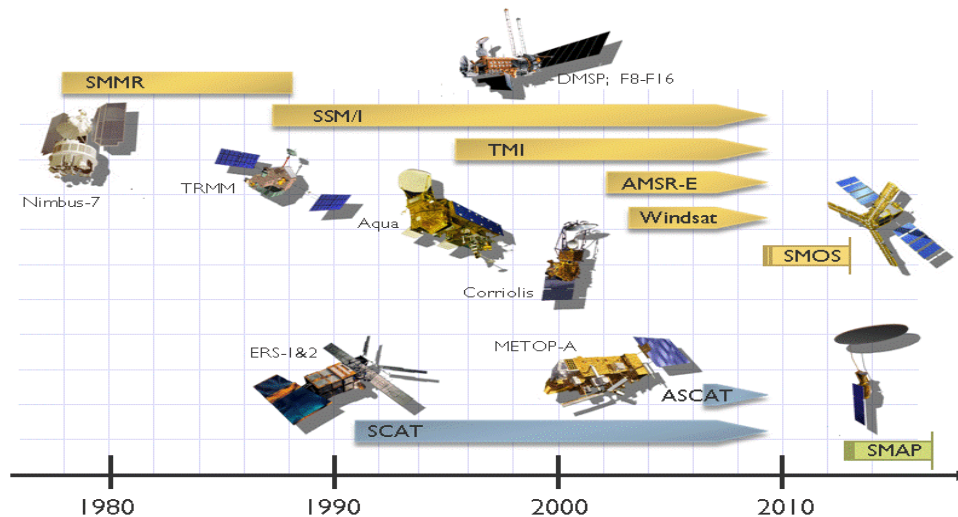 SMMR
DMSP; F8-F16
SSM/I
TMI
TRMM
AMSR-E
Nimbus-7
Aqua
Windsat
SMOS
Corriolis
ERS-1&2
METOP-A
ASCAT
SCAT
SMAP
1980
1990
2000
2010